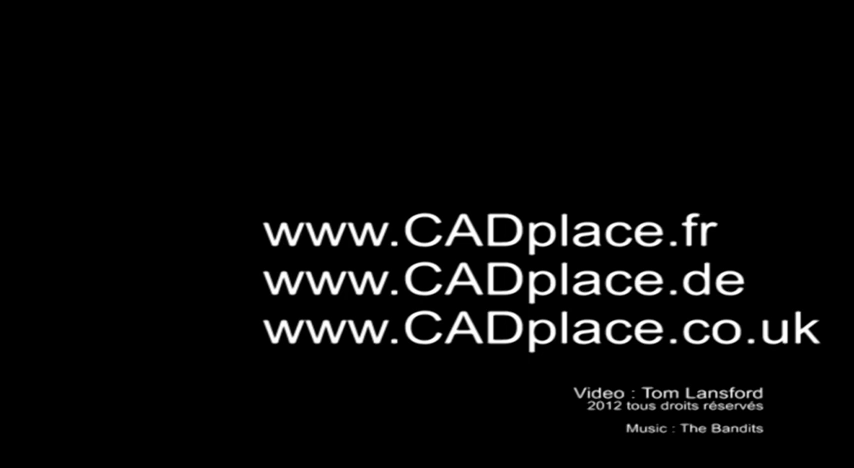 www.CADplace.fr
www.CADplace.de
www.CADplace.co.uk
Video : Tom Lansford
2012 tous droits réservés
Music : The Bandits